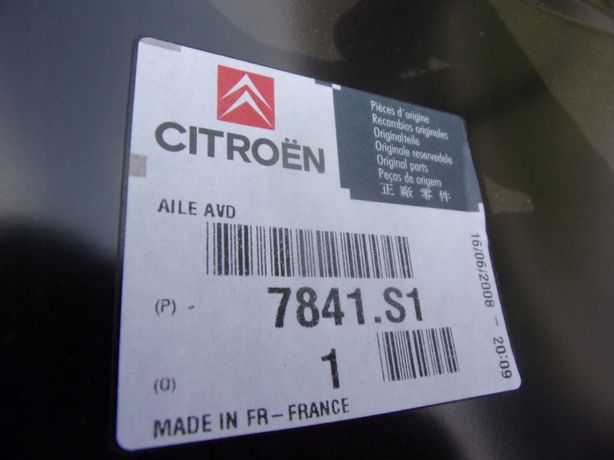 CITROËN
Pièces d'origine
Recambios originales
Originalteile
Originale reservedele
Original parts
Peças de origem
正廠零件
AILE AVD
(P) 7841.S1
(Q) 1
MADE IN FR-FRANCE
16/06/2008 - 20:09